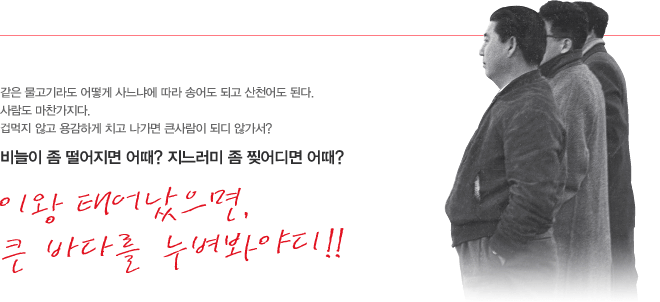 같은 물고기라도 어떻게 사느냐에 따라 송어도 되고 산천어도 된다.
사람도 마찬가지다.
겁먹지 않고 용감하게 치고 나가면 큰사람이 되디 않가서?
비늘이 좀 떨어지면 어때? 지느러미 좀 찢어디면 어때?
이왕 태어났으면,
큰 바다를 누벼봐야디!!